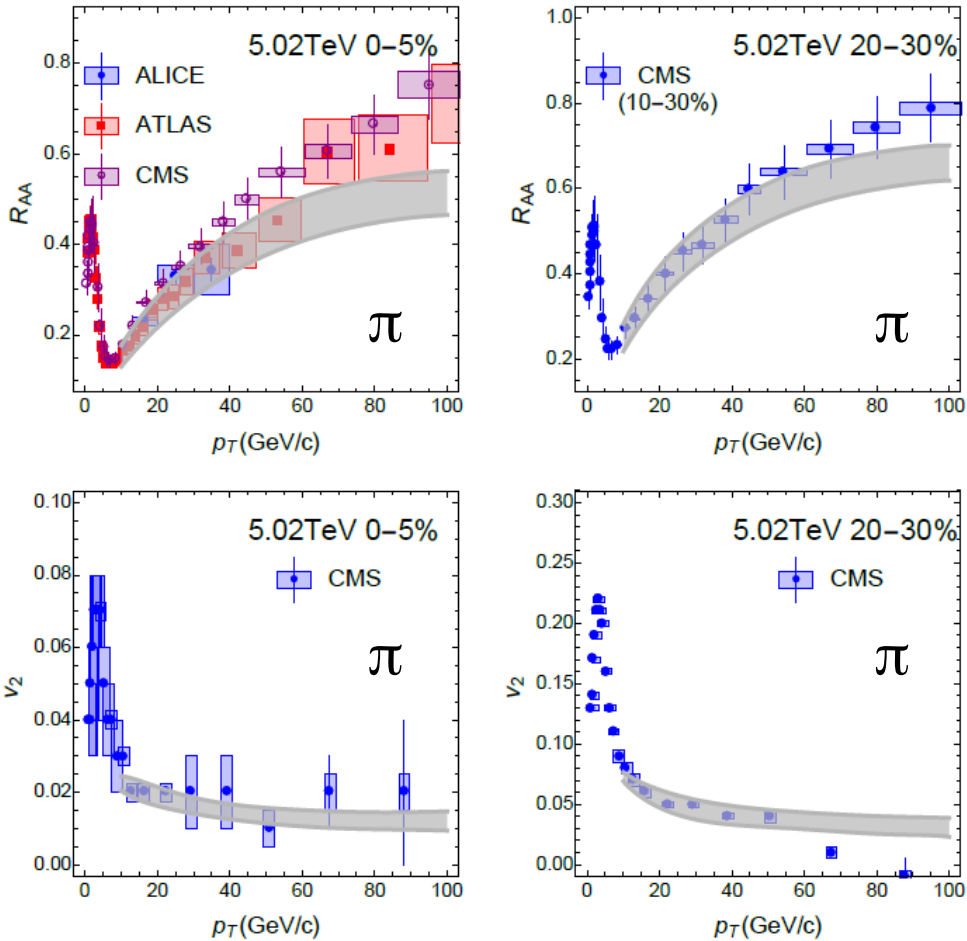 5.02TeV 0–5%
ALICE
ATLAS
CMS
π
R_AA
0.8
0.6
0.4
0.2
0 20 40 60 80 100
p_T(GeV/c)
5.02TeV 20–30%
CMS
(10–30%)
π
R_AA
1.0
0.8
0.6
0.4
0.2
0 20 40 60 80 100
p_T(GeV/c)
5.02TeV 0–5%
CMS
π
v_2
0.10
0.08
0.06
0.04
0.02
0.00
0 20 40 60 80 100
p_T(GeV/c)
5.02TeV 20–30%
CMS
π
v_2
0.30
0.25
0.20
0.15
0.10
0.05
0.00
0 20 40 60 80 100
p_T(GeV/c)